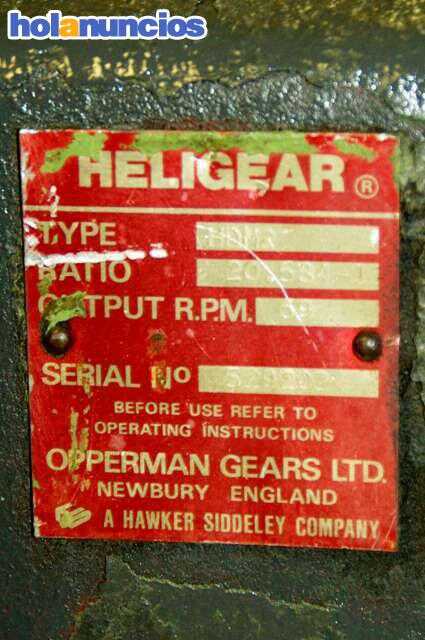 holanuncios
HELIGEAR ®
TYPE
RATIO
OUTPUT R.P.M.
SERIAL Nº
BEFORE USE REFER TO
OPERATING INSTRUCTIONS
OPPERMAN GEARS LTD.
NEWBURY ENGLAND
A HAWKER SIDDELEY COMPANY